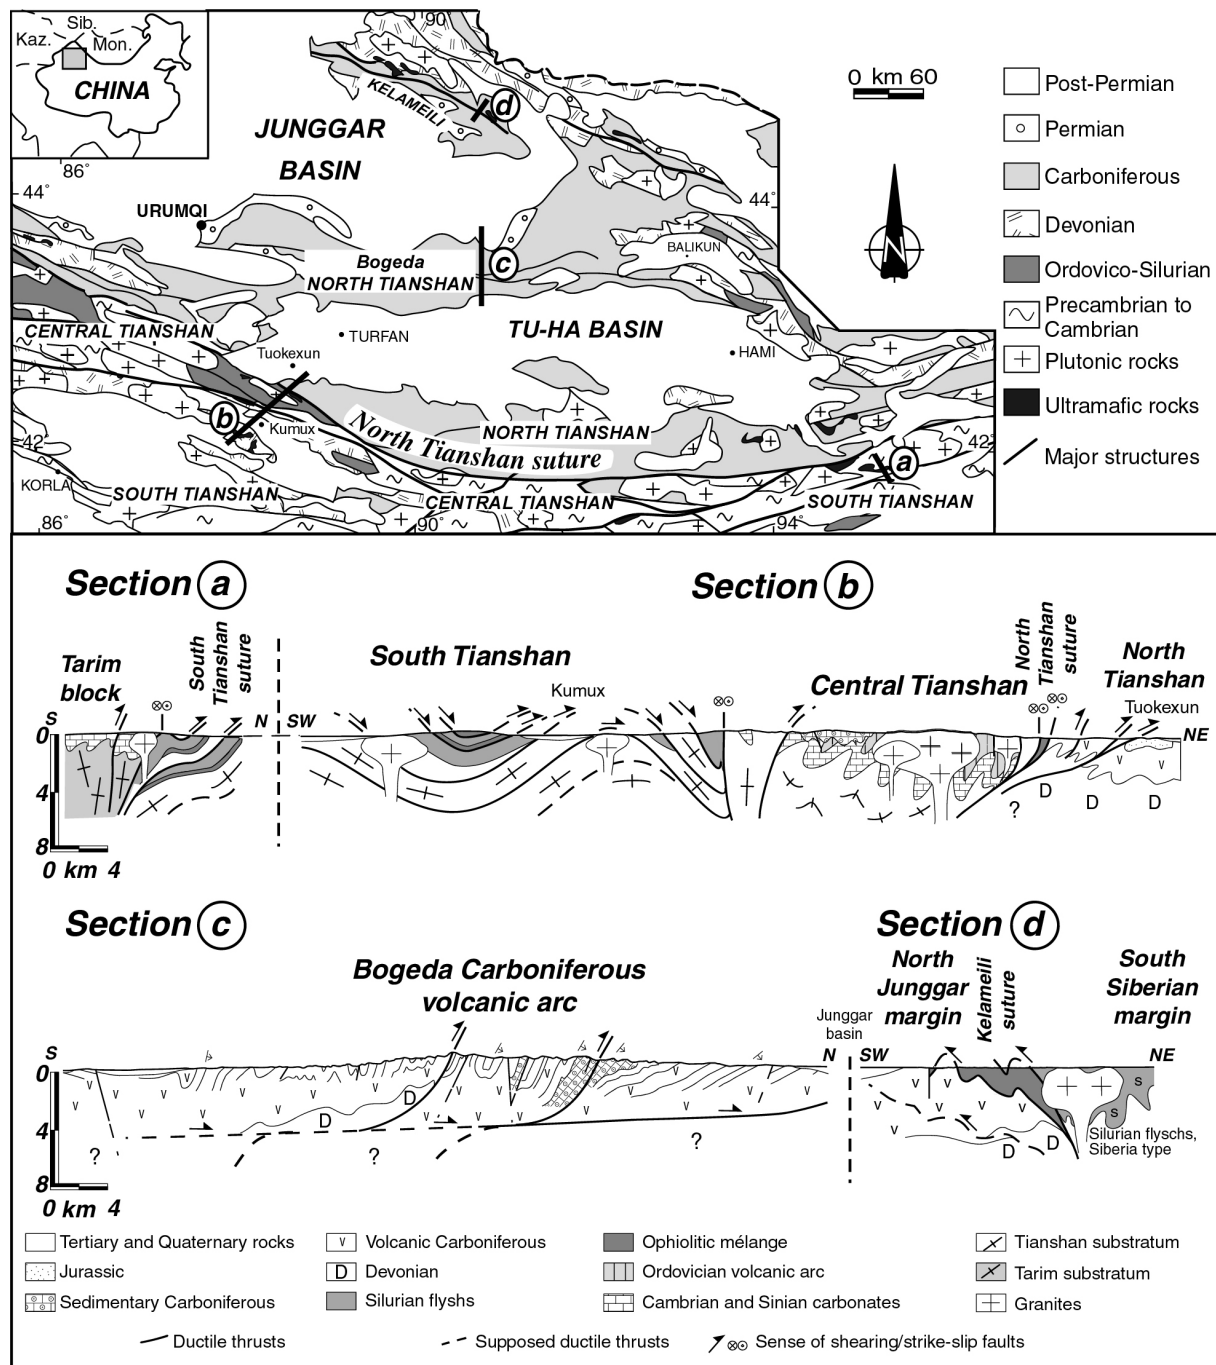 Sib.
Kaz.
Mon.
CHINA
90°
86°
44°
JUNGGAR
BASIN
KELAMEILI
d
0 km 60
N
44°
URUMQI
Bogeda
NORTH TIANSHAN
c
BALIKUN
CENTRAL TIANSHAN
TURFAN
TU-HA BASIN
HAMI
Tuokexun
b
Kumux
NORTH TIANSHAN
North Tianshan suture
42°
42°
a
KORLA
SOUTH TIANSHAN
CENTRAL TIANSHAN
SOUTH TIANSHAN
86°
90°
94°
Post-Permian
Permian
Carboniferous
Devonian
Ordovico-Silurian
Precambrian to
Cambrian
Plutonic rocks
Ultramafic rocks
Major structures
Section a
Section b
Tarim
block
South
Tianshan
suture
South Tianshan
Kumux
Central Tianshan
North
Tianshan
suture
North
Tianshan
Tuokexun
S
N
SW
NE
0
4
8
0 km 4
?
D
D
D
v
v
v
Section c
Section d
Bogeda Carboniferous
volcanic arc
Junggar
basin
North
Junggar
margin
Kelameili
suture
South
Siberian
margin
S
N
SW
NE
0
4
8
0 km 4
D
D
?
?
?
D
D
s
s
Silurian flyschs,
Siberia type
Tertiary and Quaternary rocks
Jurassic
Sedimentary Carboniferous
v Volcanic Carboniferous
D Devonian
Silurian flyshs
Ophiolitic mélange
Ordovician volcanic arc
Cambrian and Sinian carbonates
Tianshan substratum
Tarim substratum
Granites
Ductile thrusts
Supposed ductile thrusts
Sense of shearing/strike-slip faults